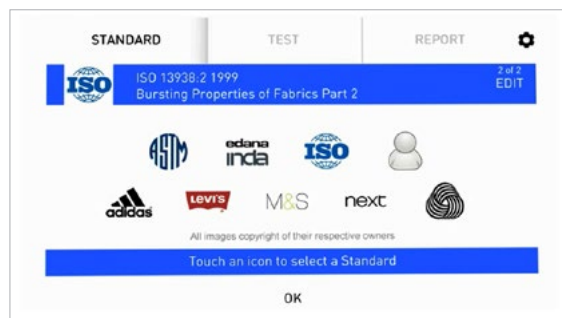 STANDARD
TEST
REPORT
ISO
ISO 13938:2 1999
Bursting Properties of Fabrics Part 2
2 of 2
EDIT
ASTM
edana
inda
ISO
adidas
LEVI'S
M&S
next
All images copyright of their respective owners
Touch an icon to select a Standard
OK